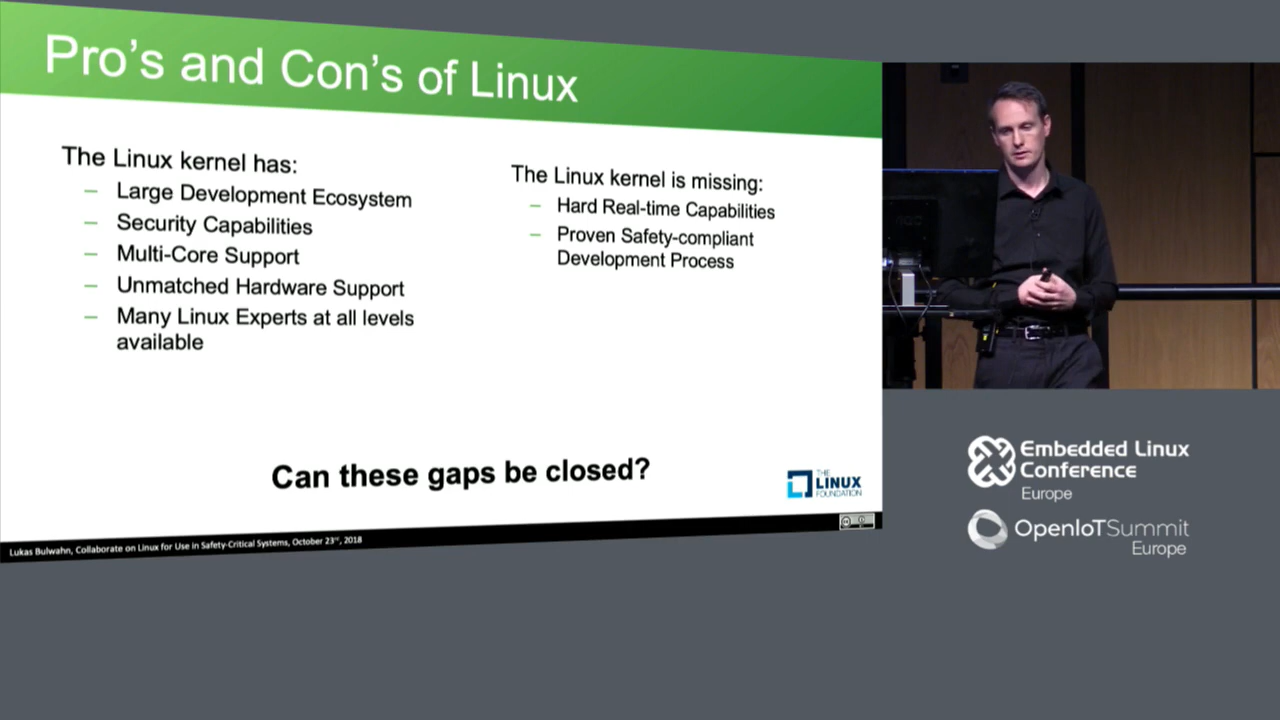 Pro's and Con's of Linux
The Linux kernel has:
– Large Development Ecosystem
– Security Capabilities
– Multi-Core Support
– Unmatched Hardware Support
– Many Linux Experts at all levels
available
The Linux kernel is missing:
– Hard Real-time Capabilities
– Proven Safety-compliant
Development Process
Can these gaps be closed?
THE
LINUX
FOUNDATION
Lukas Bulwahn, Collaborate on Linux for Use in Safety-Critical Systems, October 23rd, 2018
Embedded Linux
Conference
Europe
OpenIoTSummit
Europe